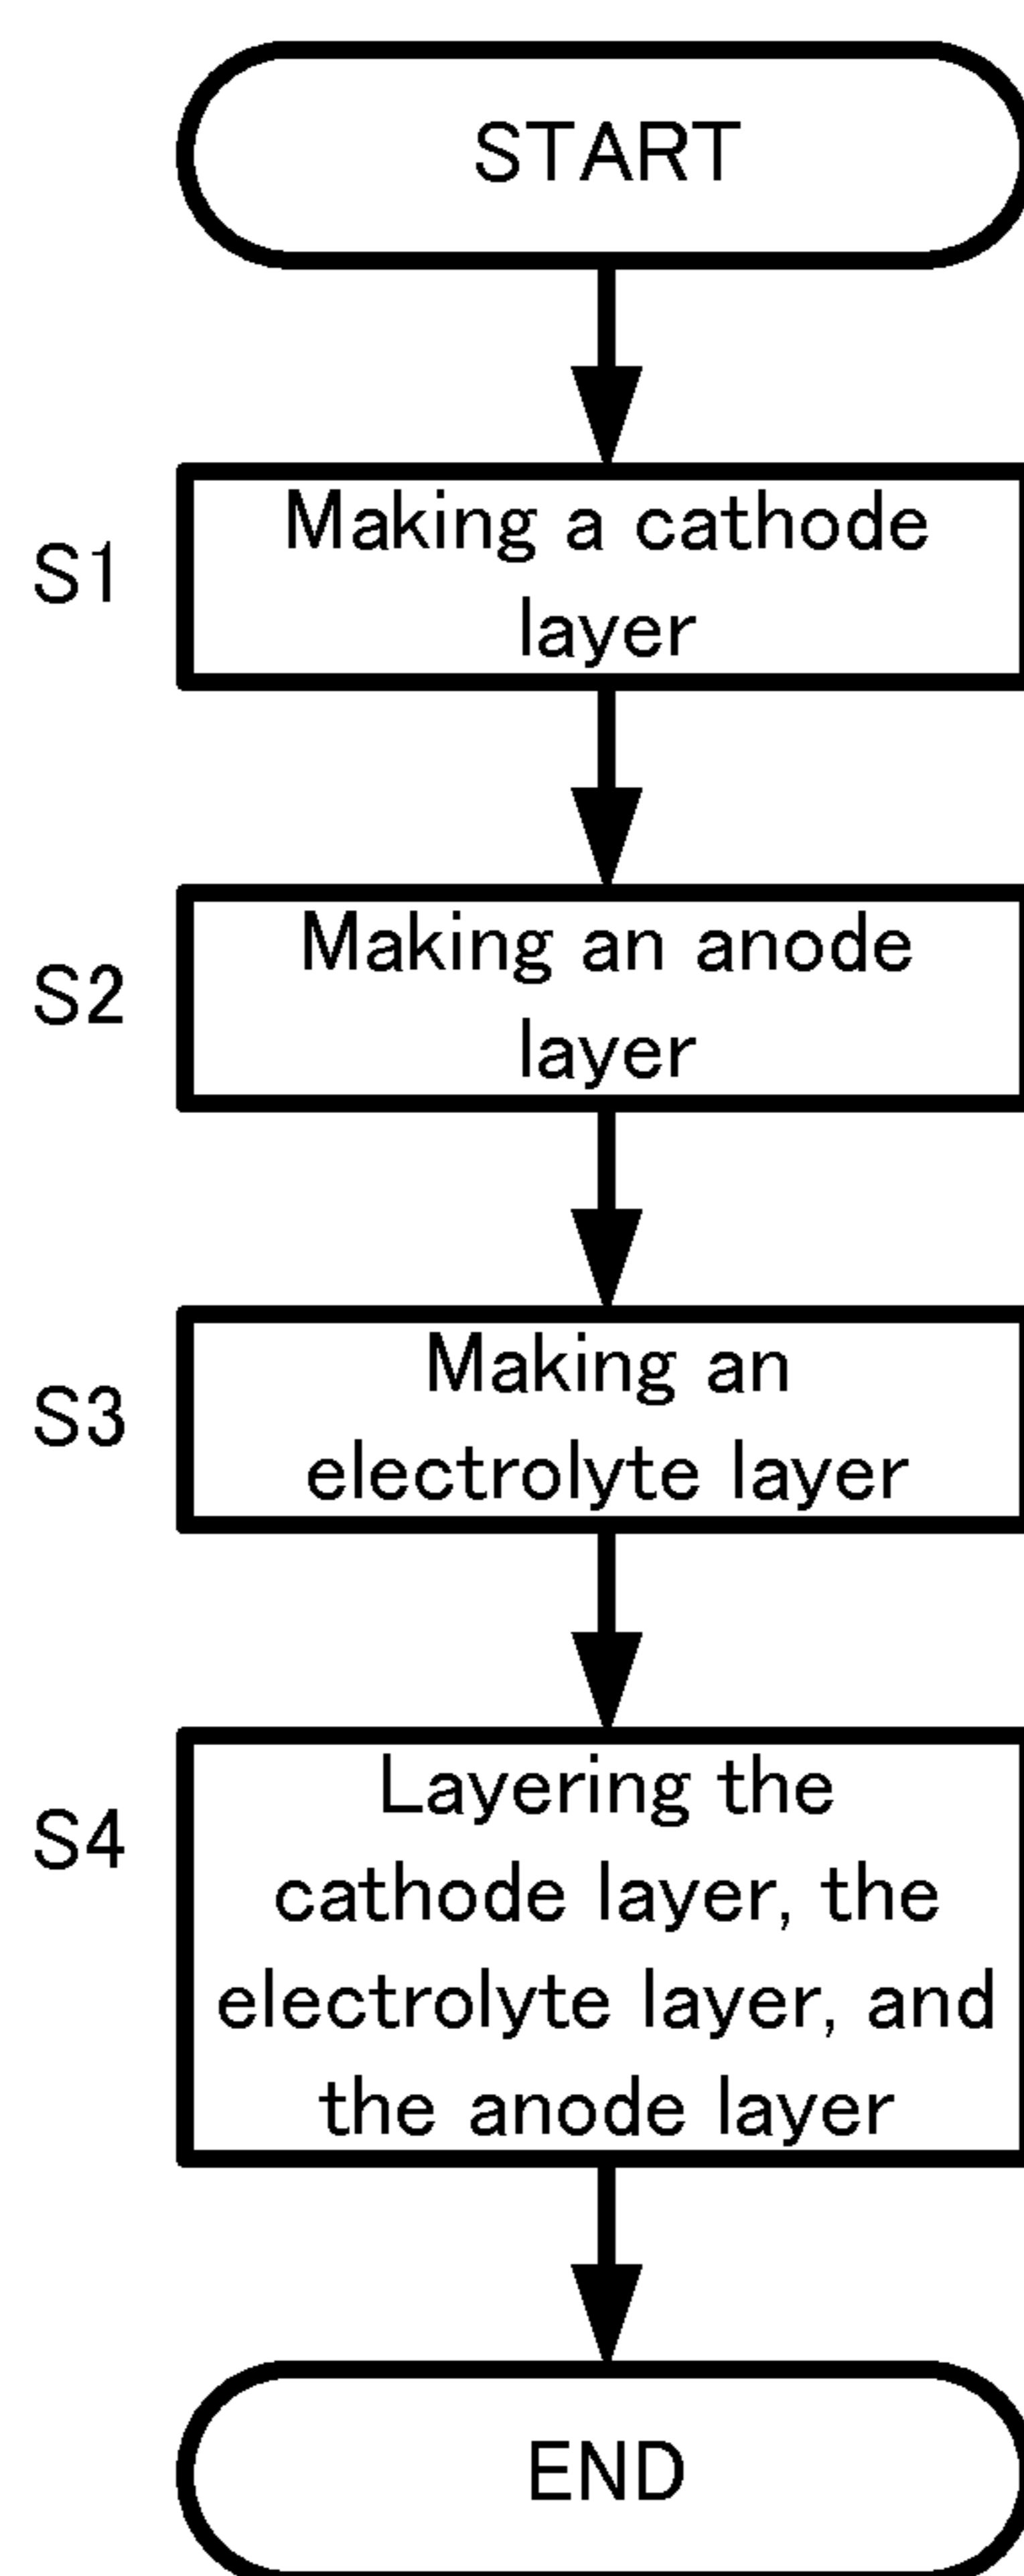 START
S1
Making a cathode
layer
S2
Making an anode
layer
S3
Making an
electrolyte layer
S4
Layering the
cathode layer, the
electrolyte layer, and
the anode layer
END